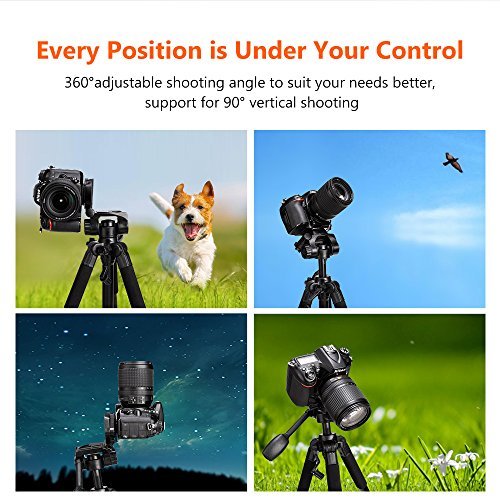 Every Position is Under Your Control
360°adjustable shooting angle to suit your needs better,
support for 90° vertical shooting